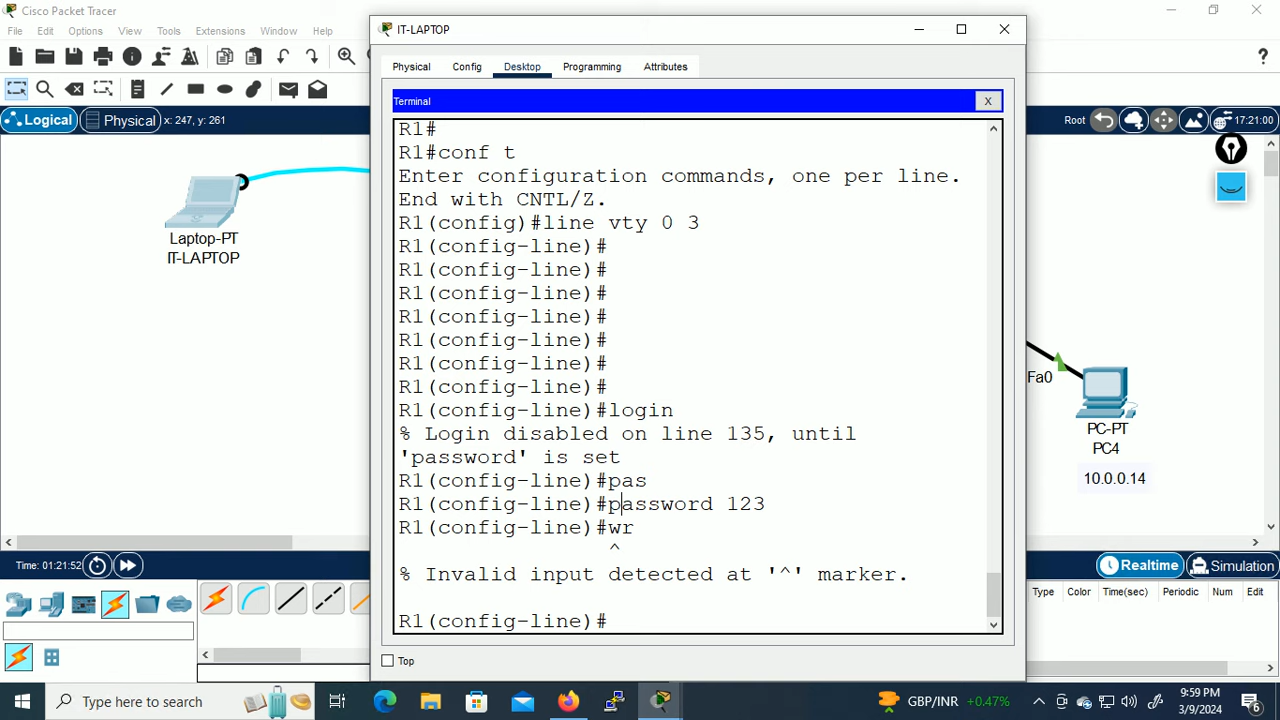 Cisco Packet Tracer
File Edit Options View Tools Extensions Window Help
Logical Physical x: 247, y: 261
Root 17:21:00
Laptop-PT
IT-LAPTOP
IT-LAPTOP
Physical Config Desktop Programming Attributes
Terminal X
R1#
R1#conf t
Enter configuration commands, one per line.
End with CNTL/Z.
R1(config)#line vty 0 3
R1(config-line)#
R1(config-line)#
R1(config-line)#
R1(config-line)#
R1(config-line)#
R1(config-line)#
R1(config-line)#
R1(config-line)#login
% Login disabled on line 135, until
'password' is set
R1(config-line)#pas
R1(config-line)#password 123
R1(config-line)#wr
^
% Invalid input detected at '^' marker.
R1(config-line)#
Top
Fa0
PC-PT
PC4
10.0.0.14
Time: 01:21:52
Realtime Simulation
Type Color Time(sec) Periodic Num Edit
Type here to search
GBP/INR +0.47%
9:59 PM
3/9/2024
6